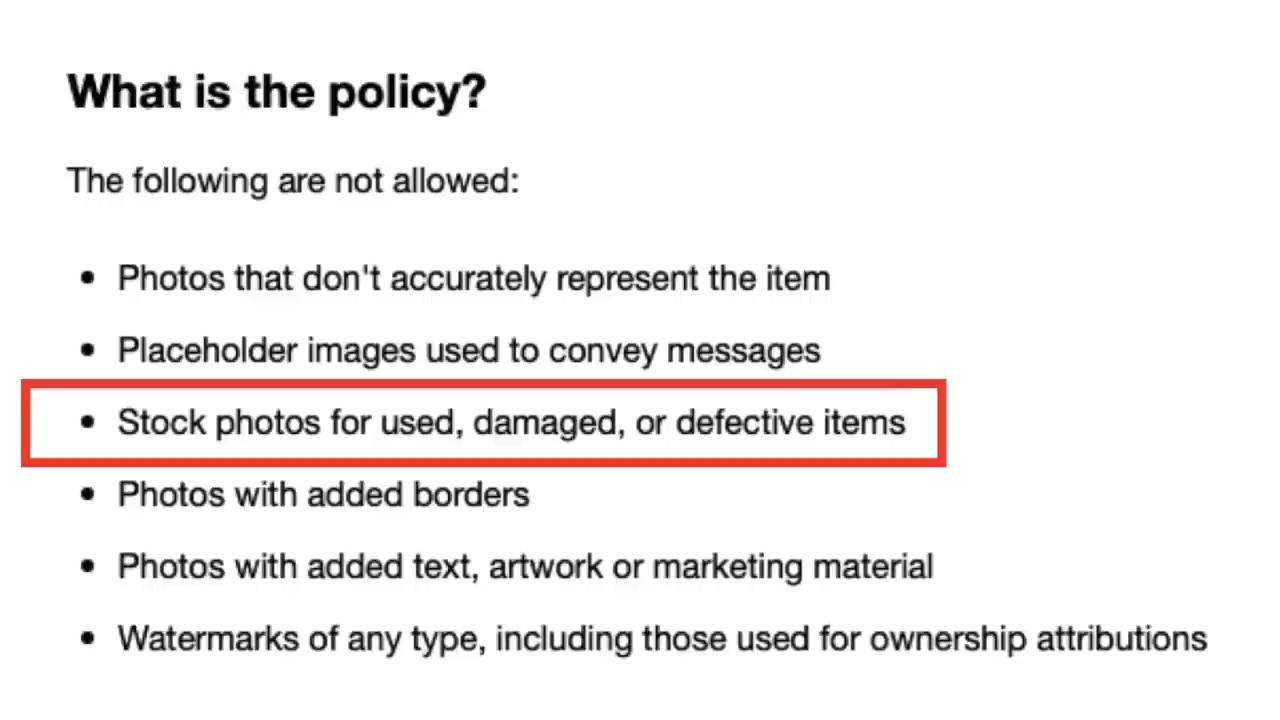 What is the policy?
The following are not allowed:
• Photos that don't accurately represent the item
• Placeholder images used to convey messages
• Stock photos for used, damaged, or defective items
• Photos with added borders
• Photos with added text, artwork or marketing material
• Watermarks of any type, including those used for ownership attributions